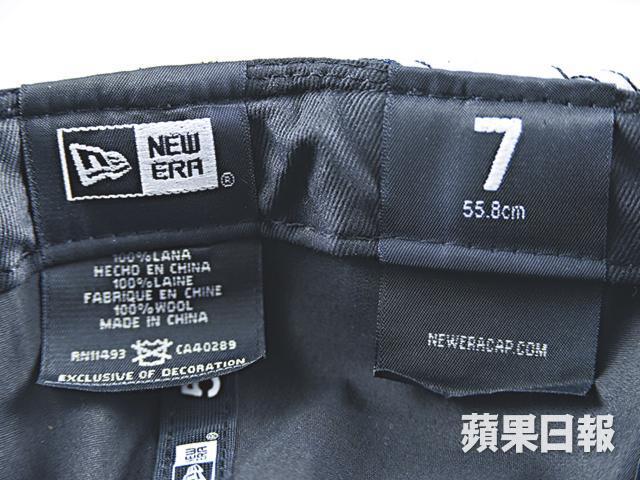 NEW
ERA
®
7
55.8cm
100%LANA
HECHO EN CHINA
100%LAINE
FABRIQUE EN CHINE
100%WOOL
MADE IN CHINA
RN11493 CA40289
EXCLUSIVE OF DECORATION
NEWERACAP.COM
蘋果日報